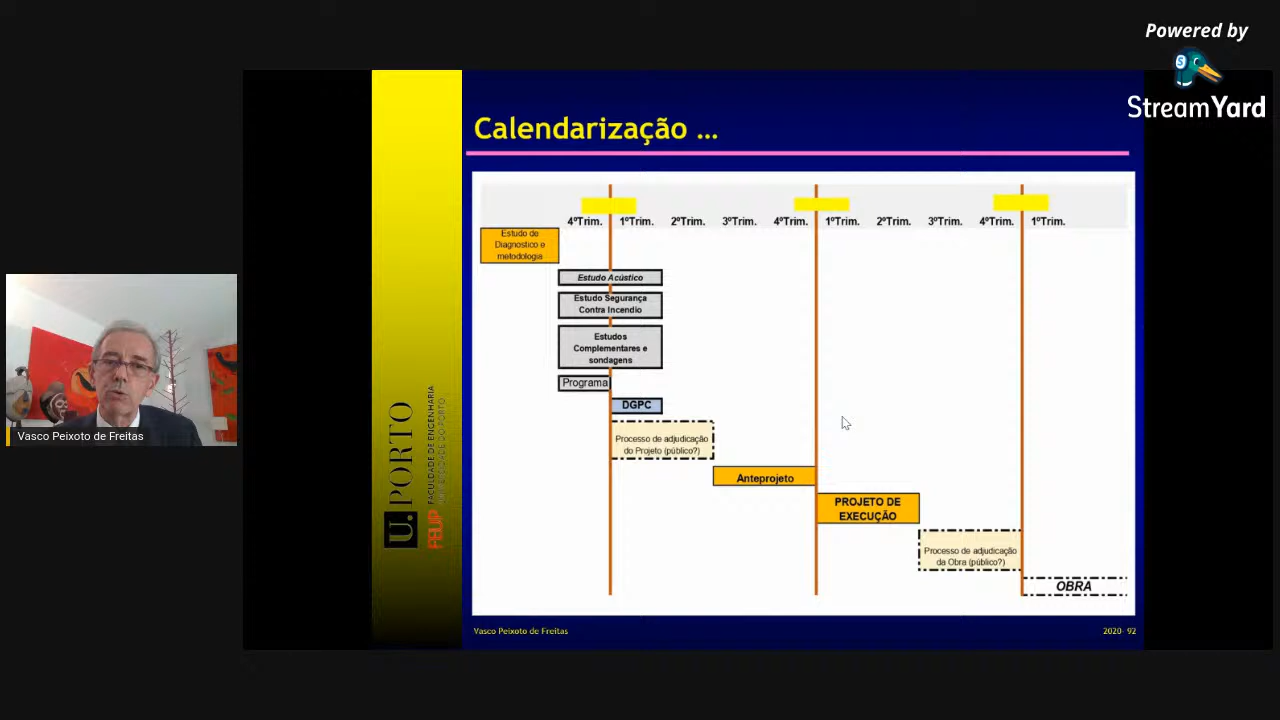 Powered by
StreamYard
Calendarização ...
4ºTrim. 1ºTrim. 2ºTrim. 3ºTrim. 4ºTrim. 1ºTrim. 2ºTrim. 3ºTrim. 4ºTrim. 1ºTrim.
Estudo de
Diagnostico e
metodologia
Estudo Acústico
Estudo Segurança
Contra Incendio
Estudos
Complementares e
sondagens
Programa
DGPC
Processo de adjudicação
do Projeto (público?)
Anteprojeto
PROJETO DE
EXECUÇÃO
Processo de adjudicação
da Obra (público?)
OBRA
Vasco Peixoto de Freitas
2020- 92
U.PORTO
FEUP FACULDADE DE ENGENHARIA
UNIVERSIDADE DO PORTO
Vasco Peixoto de Freitas